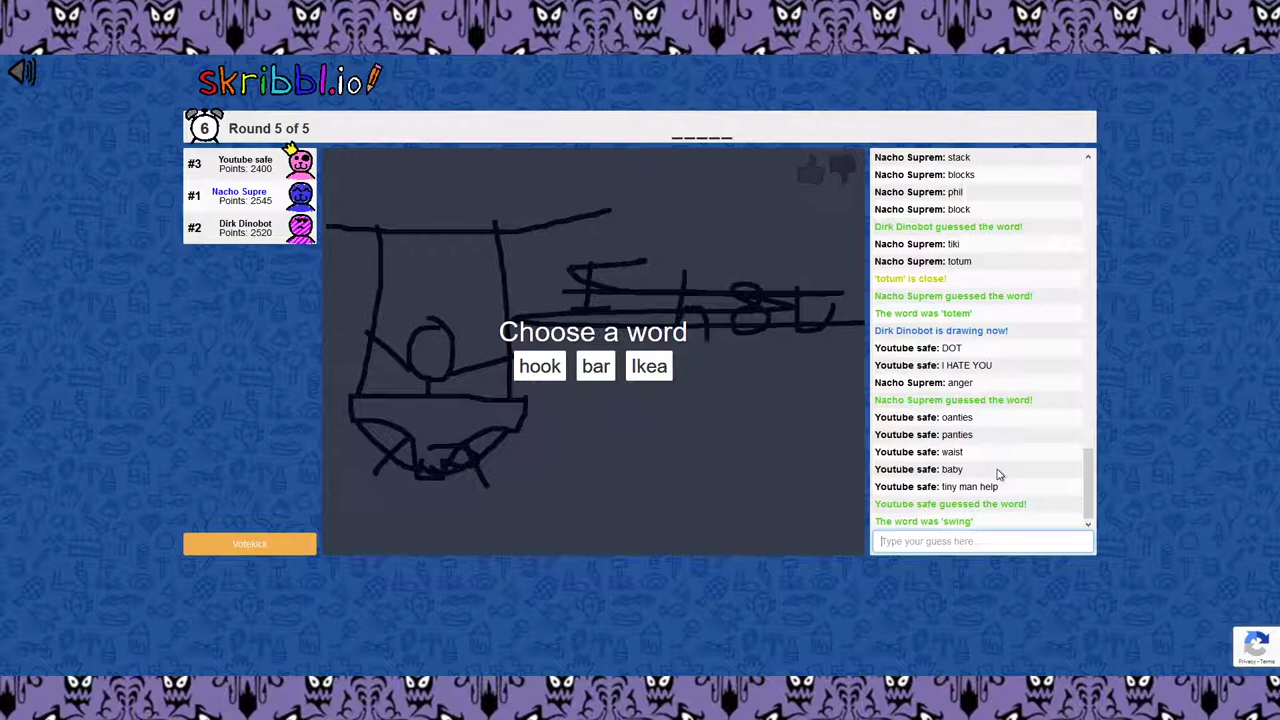 skribbl.io
6
Round 5 of 5
_____
#3
Youtube safe
Points: 2400
#1
Nacho Supre
Points: 2545
#2
Dirk Dinobot
Points: 2520
Votekick
Choose a word
hook
bar
Ikea
Nacho Suprem: stack
Nacho Suprem: blocks
Nacho Suprem: phil
Nacho Suprem: block
Dirk Dinobot guessed the word!
Nacho Suprem: tiki
Nacho Suprem: totum
'totum' is close!
Nacho Suprem guessed the word!
The word was 'totem'
Dirk Dinobot is drawing now!
Youtube safe: DOT
Youtube safe: I HATE YOU
Nacho Suprem: anger
Nacho Suprem guessed the word!
Youtube safe: oanties
Youtube safe: panties
Youtube safe: waist
Youtube safe: baby
Youtube safe: tiny man help
Youtube safe guessed the word!
The word was 'swing'
Type your guess here...
Privacy - Terms